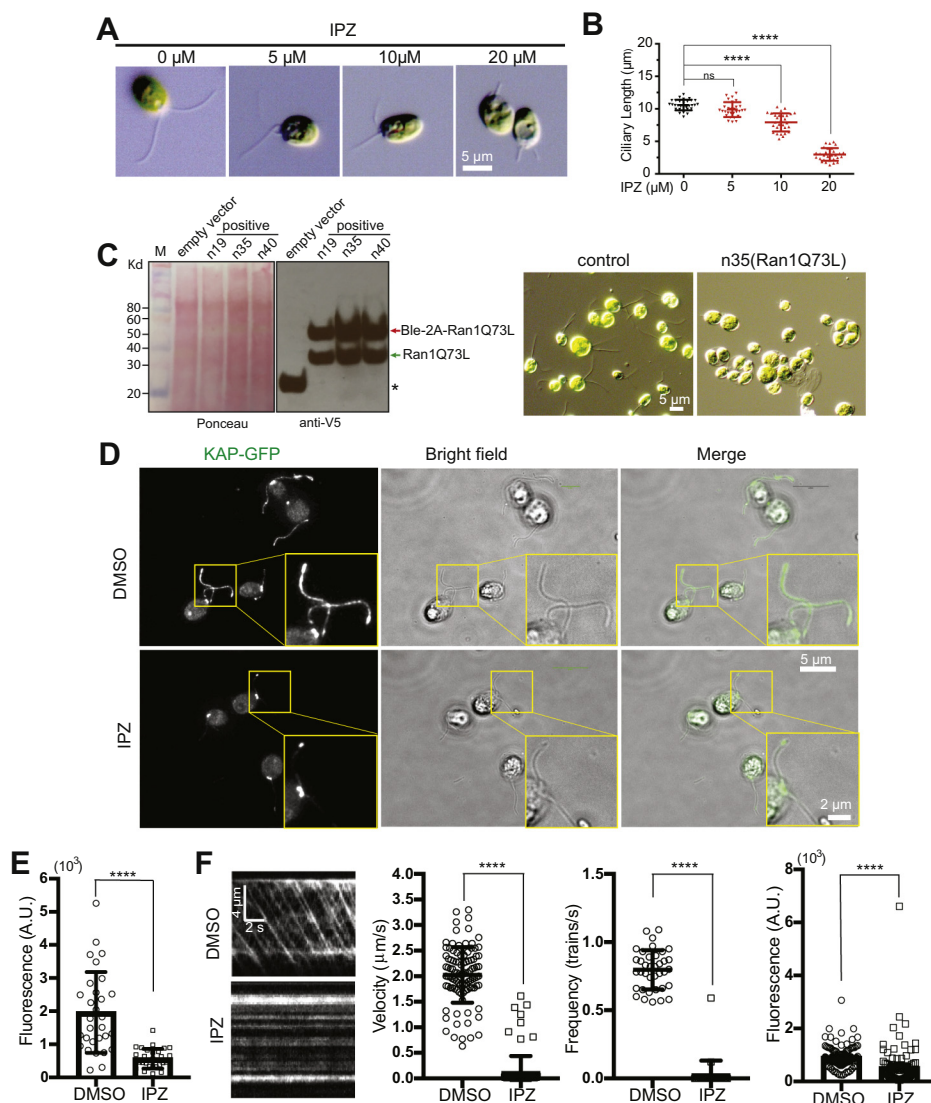 A
IPZ
0 µM
5 µM
10µM
20 µM
5 µm
B
Ciliary Length (µm)
20
15
10
5
0
ns
****
****
IPZ (µM)
0
5
10
20
C
empty vector
positive
n19
n35
n40
empty vector
positive
n19
n35
n40
M
Kd
80
60
50
40
30
20
Ble-2A-Ran1Q73L
Ran1Q73L
*
Ponceau
anti-V5
control
n35(Ran1Q73L)
5 µm
D
KAP-GFP
Bright field
Merge
DMSO
IPZ
5 µm
2 µm
E
(10³)
Fluorescence (A.U.)
6
4
2
0
****
DMSO
IPZ
F
DMSO
4 µm
2 s
IPZ
Velocity (µm/s)
4.0
3.5
3.0
2.5
2.0
1.5
1.0
0.5
0.0
****
DMSO
IPZ
Frequency (trains/s)
1.5
1.0
0.5
0.0
****
DMSO
IPZ
(10³)
Fluorescence (A.U.)
8
6
4
2
0
****
DMSO
IPZ